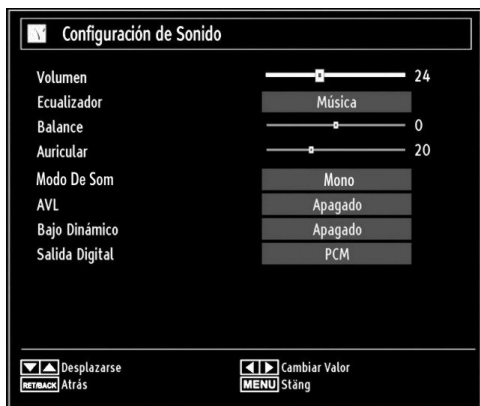 Configuración de Sonido
Volumen 24
Ecualizador Música
Balance 0
Auricular 20
Modo De Som Mono
AVL Apagado
Bajo Dinámico Apagado
Salida Digital PCM
Desplazarse Cambiar Valor
RET/BACK Atrás MENU Stäng